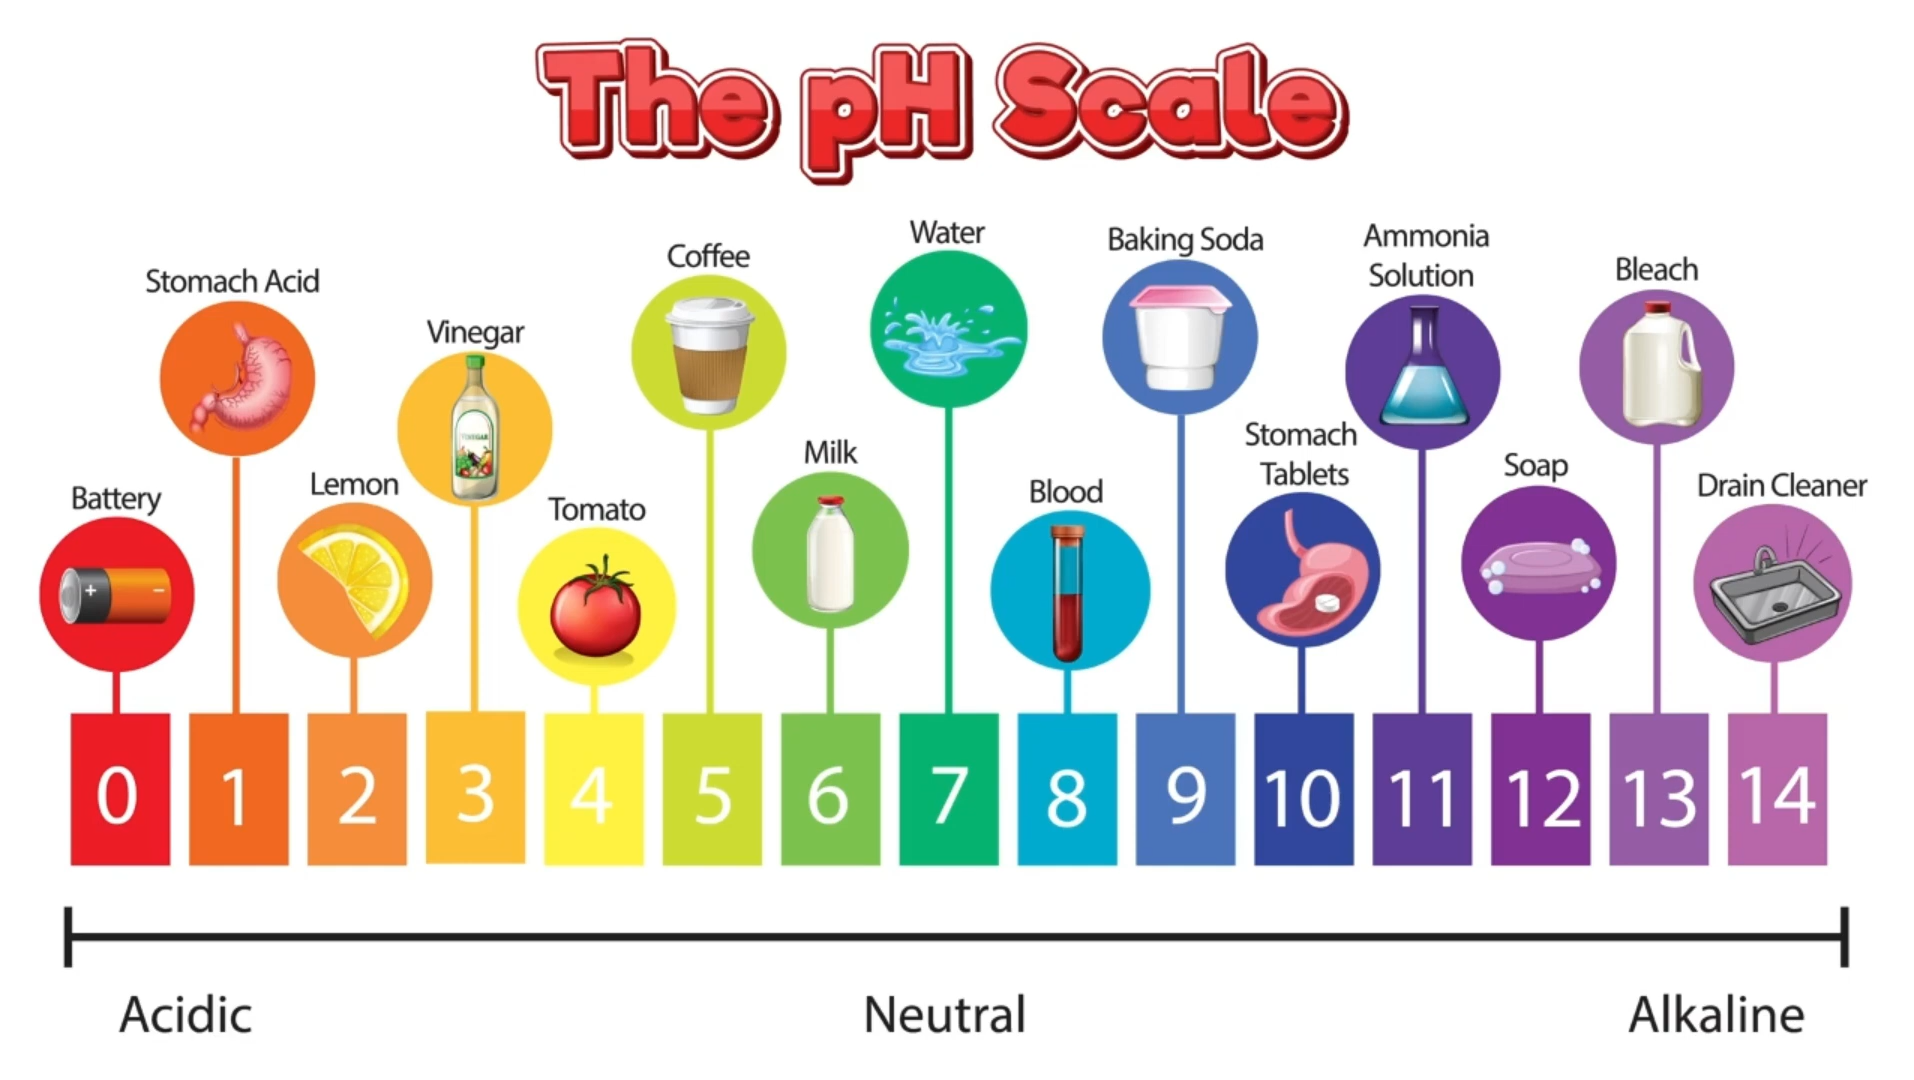 The pH Scale
Battery
Stomach Acid
Lemon
Vinegar
VINEGAR
Tomato
Coffee
Milk
Water
Blood
Baking Soda
Stomach
Tablets
Ammonia
Solution
Soap
Bleach
Drain Cleaner
+
−
0 1 2 3 4 5 6 7 8 9 10 11 12 13 14
Acidic Neutral Alkaline